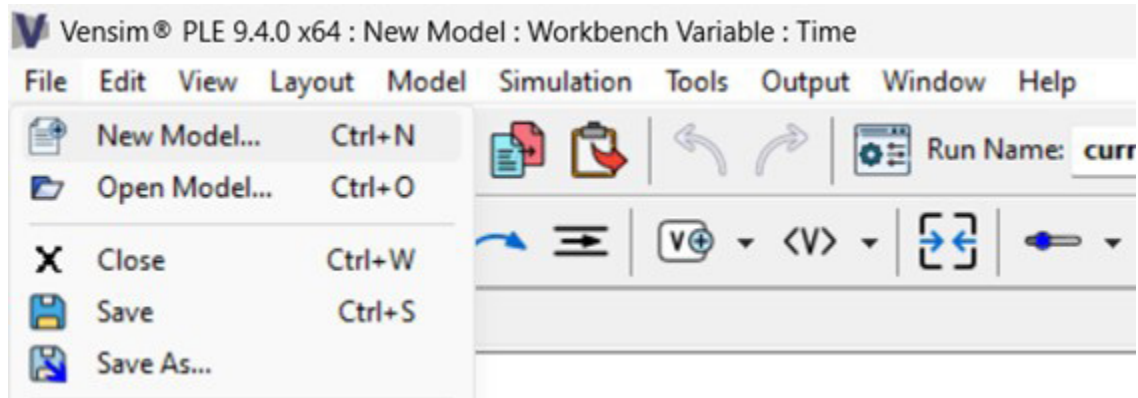 Vensim® PLE 9.4.0 x64 : New Model : Workbench Variable : Time
File Edit View Layout Model Simulation Tools Output Window Help
New Model... Ctrl+N
Run Name: curr
Open Model... Ctrl+O
V <V>
Close Ctrl+W
Save Ctrl+S
Save As...